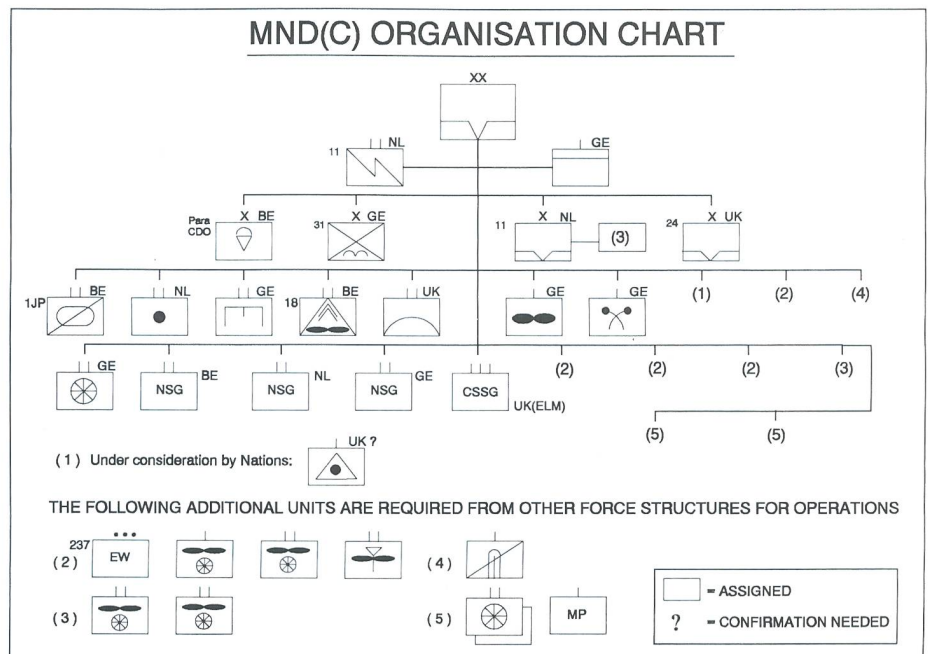 MND(C) ORGANISATION CHART
XX
11 NL
GE
Para CDO X BE
31 X GE
11 X NL
(3)
24 X UK
1JP BE
NL
GE
18 BE
UK
GE
GE
(1)
(2)
(4)
GE
NSG BE
NSG NL
NSG GE
CSSG UK(ELM)
(2)
(2)
(2)
(3)
(5)
(5)
(1) Under consideration by Nations: UK ?
THE FOLLOWING ADDITIONAL UNITS ARE REQUIRED FROM OTHER FORCE STRUCTURES FOR OPERATIONS
(2) 237 EW
(4)
(3)
(5) MP
= ASSIGNED
? = CONFIRMATION NEEDED